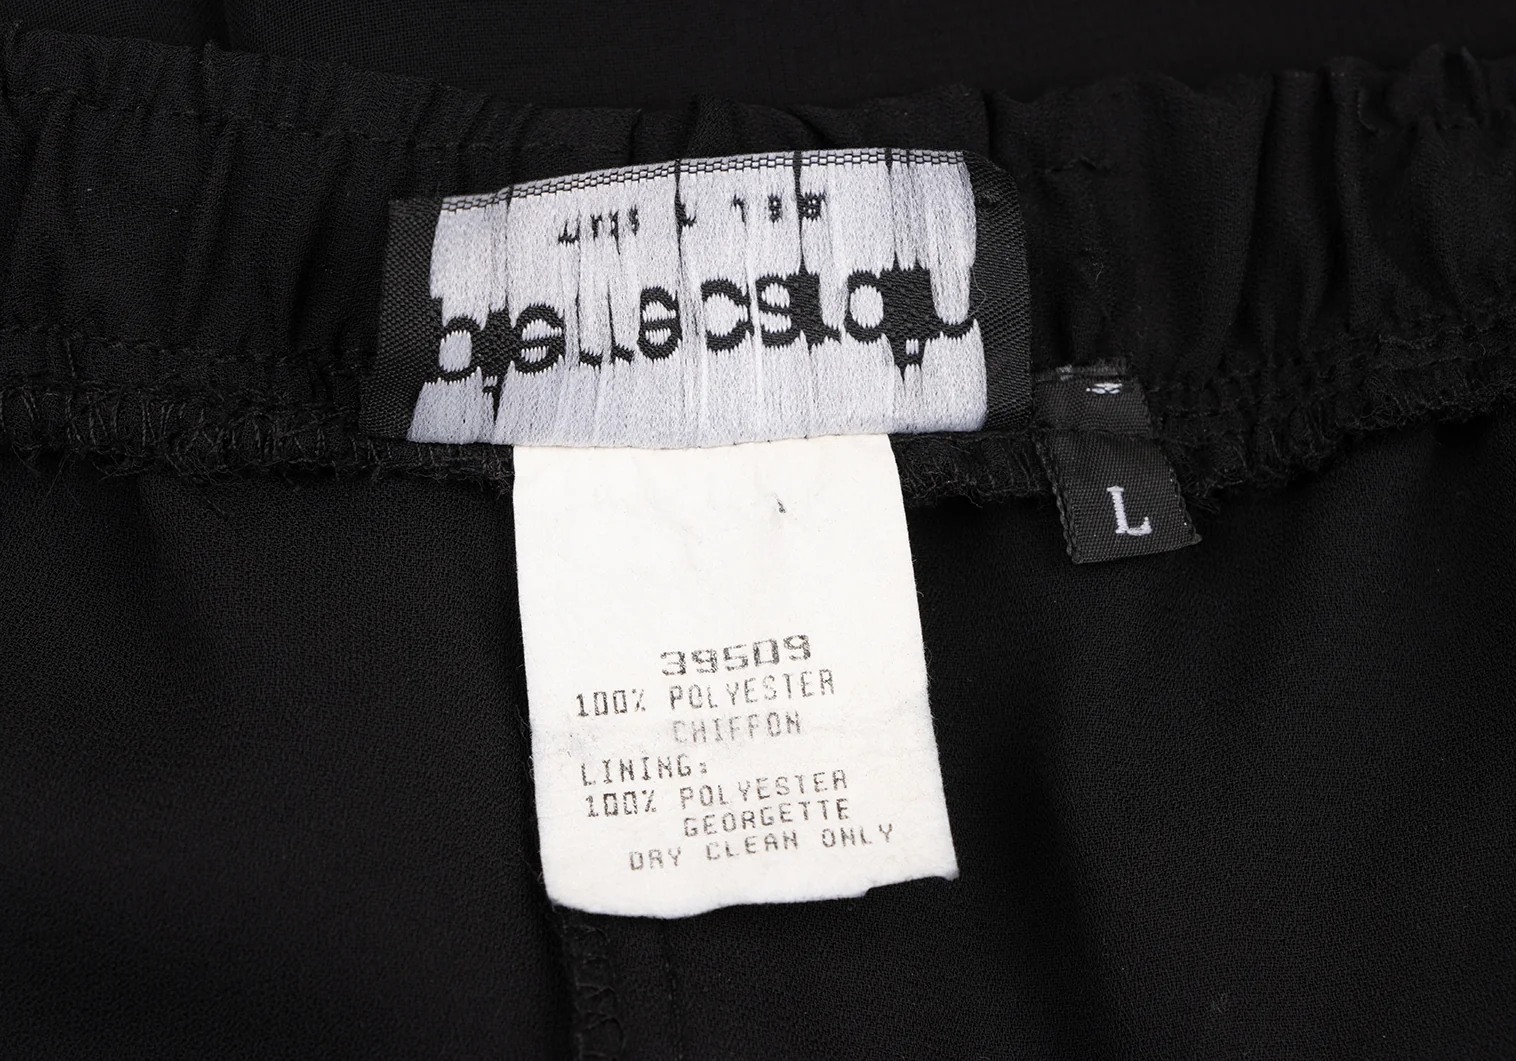 L
39509
100% POLYESTER
CHIFFON
LINING:
100% POLYESTER
GEORGETTE
DRY CLEAN ONLY